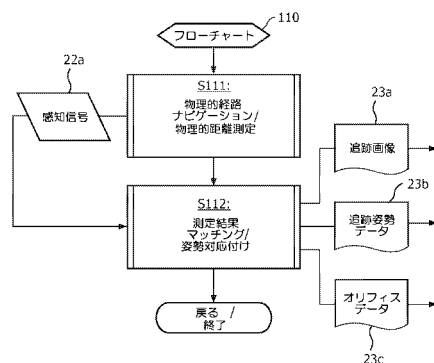 フローチャート
110
22a
感知信号
S111:
物理的経路
ナビゲーション/
物理的距離測定
23a
追跡画像
S112:
測定結果
マッチング/
姿勢対応付け
23b
追跡姿勢
データ
オリフィス
データ
23c
戻る /
終了